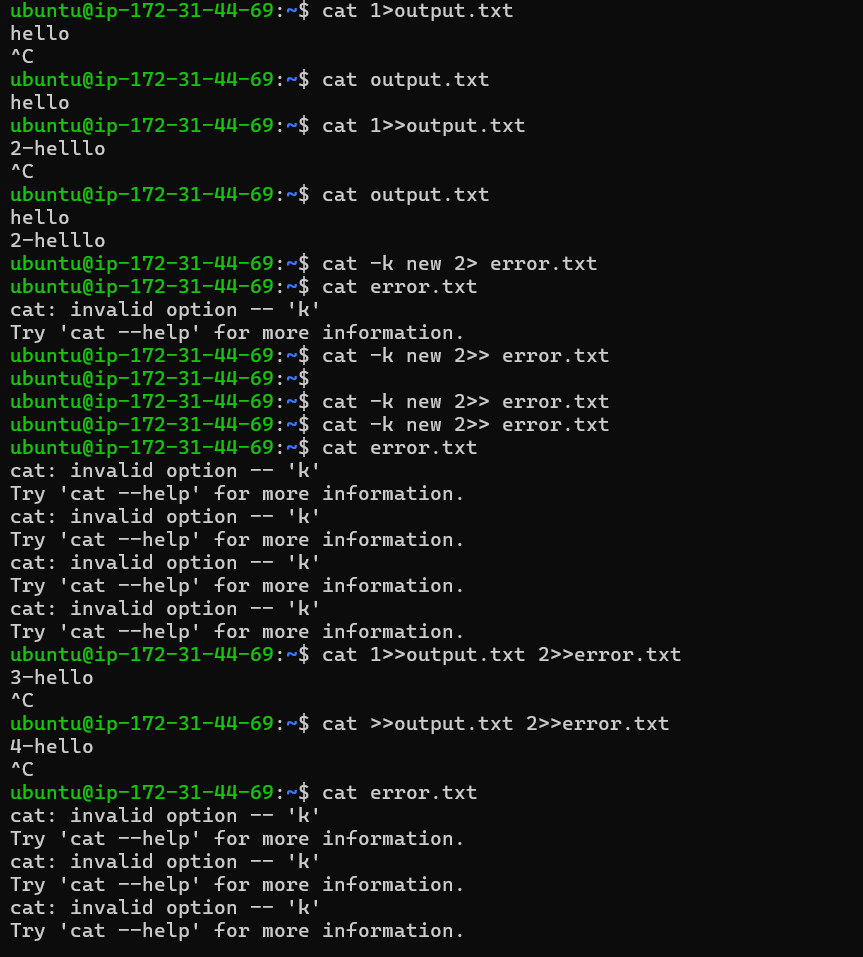 ubuntu@ip-172-31-44-69:~$ cat 1>output.txt
hello
^C
ubuntu@ip-172-31-44-69:~$ cat output.txt
hello
ubuntu@ip-172-31-44-69:~$ cat 1>>output.txt
2-helllo
^C
ubuntu@ip-172-31-44-69:~$ cat output.txt
hello
2-helllo
ubuntu@ip-172-31-44-69:~$ cat -k new 2> error.txt
ubuntu@ip-172-31-44-69:~$ cat error.txt
cat: invalid option -- 'k'
Try 'cat --help' for more information.
ubuntu@ip-172-31-44-69:~$ cat -k new 2>> error.txt
ubuntu@ip-172-31-44-69:~$
ubuntu@ip-172-31-44-69:~$ cat -k new 2>> error.txt
ubuntu@ip-172-31-44-69:~$ cat -k new 2>> error.txt
ubuntu@ip-172-31-44-69:~$ cat error.txt
cat: invalid option -- 'k'
Try 'cat --help' for more information.
cat: invalid option -- 'k'
Try 'cat --help' for more information.
cat: invalid option -- 'k'
Try 'cat --help' for more information.
cat: invalid option -- 'k'
Try 'cat --help' for more information.
ubuntu@ip-172-31-44-69:~$ cat 1>>output.txt 2>>error.txt
3-hello
^C
ubuntu@ip-172-31-44-69:~$ cat >>output.txt 2>>error.txt
4-hello
^C
ubuntu@ip-172-31-44-69:~$ cat error.txt
cat: invalid option -- 'k'
Try 'cat --help' for more information.
cat: invalid option -- 'k'
Try 'cat --help' for more information.
cat: invalid option -- 'k'
Try 'cat --help' for more information.